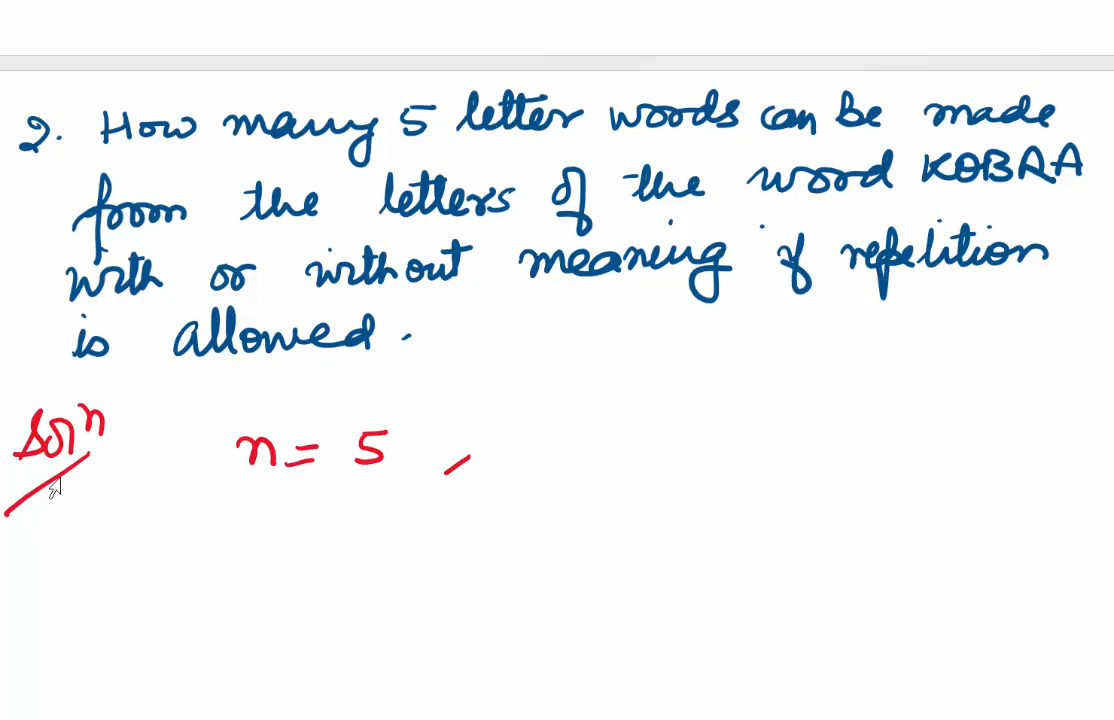 2. How many 5 letter words can be made
from the letters of the word KOBRA
with or without meaning if repetition
is allowed.
Solⁿ n = 5